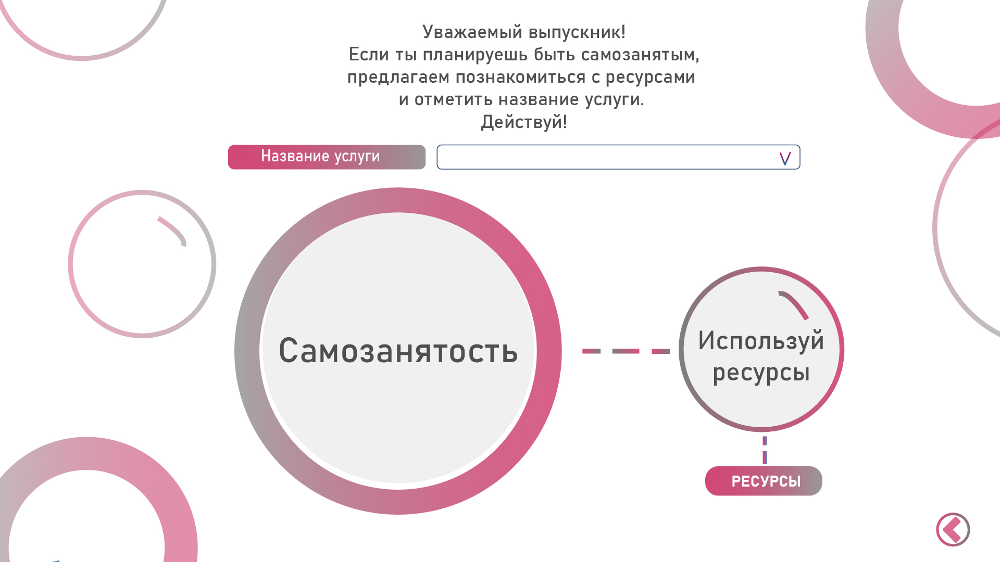 Уважаемый выпускник!
Если ты планируешь быть самозанятым,
предлагаем познакомиться с ресурсами
и отметить название услуги.
Действуй!
Название услуги
Самозанятость
Используй
ресурсы
РЕСУРСЫ